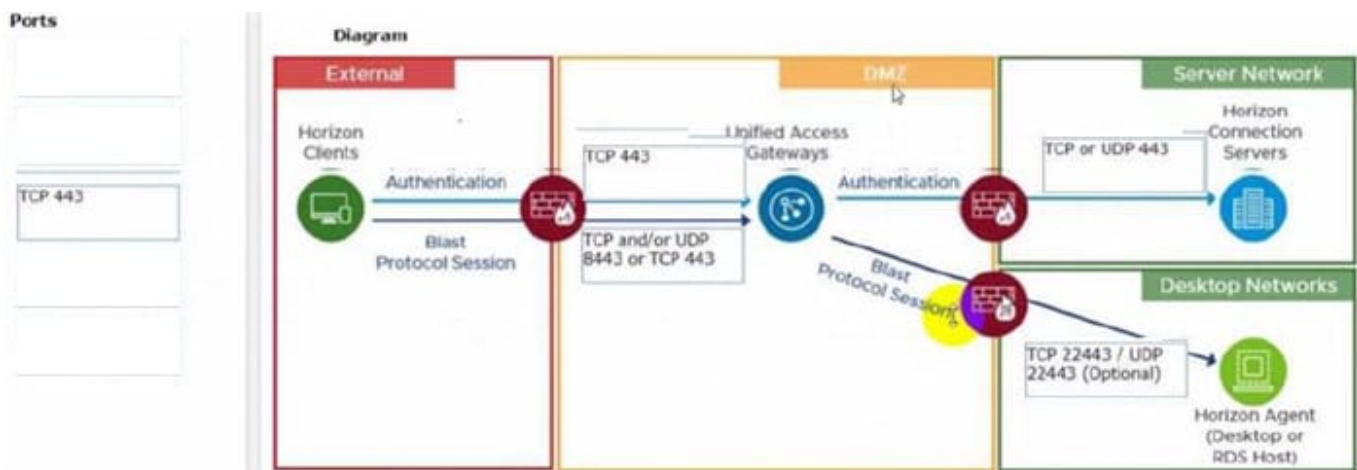 Ports
TCP 443
Diagram
External
DMZ
Server Network
Horizon
Clients
Authentication
Blast
Protocol Session
TCP 443
Unified Access
Gateways
TCP and/or UDP
8443 or TCP 443
Authentication
Blast
Protocol Session
TCP or UDP 443
Horizon
Connection
Servers
Desktop Networks
TCP 22443 / UDP
22443 (Optional)
Horizon Agent
(Desktop or
RDS Host)